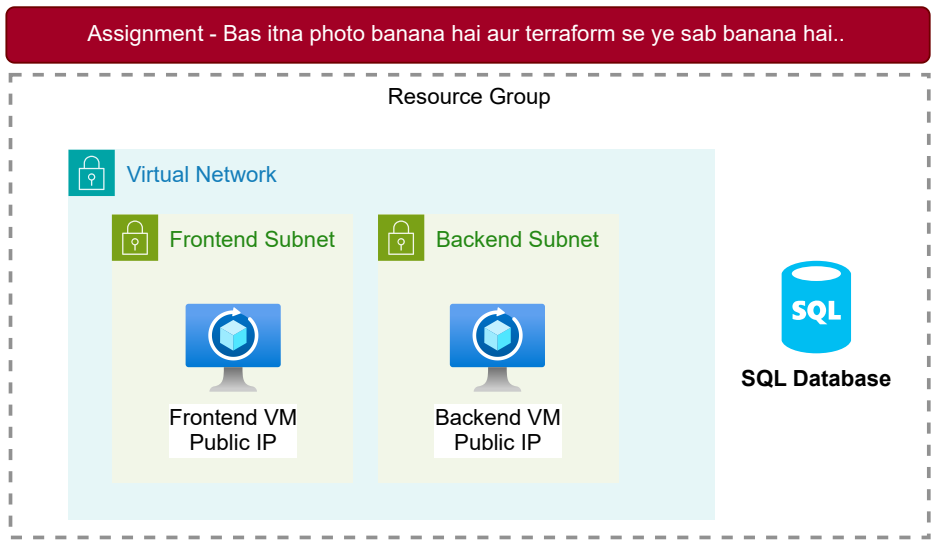 Assignment - Bas itna photo banana hai aur terraform se ye sab banana hai..
Resource Group
Virtual Network
Frontend Subnet
Backend Subnet
Frontend VM
Public IP
Backend VM
Public IP
SQL
SQL Database